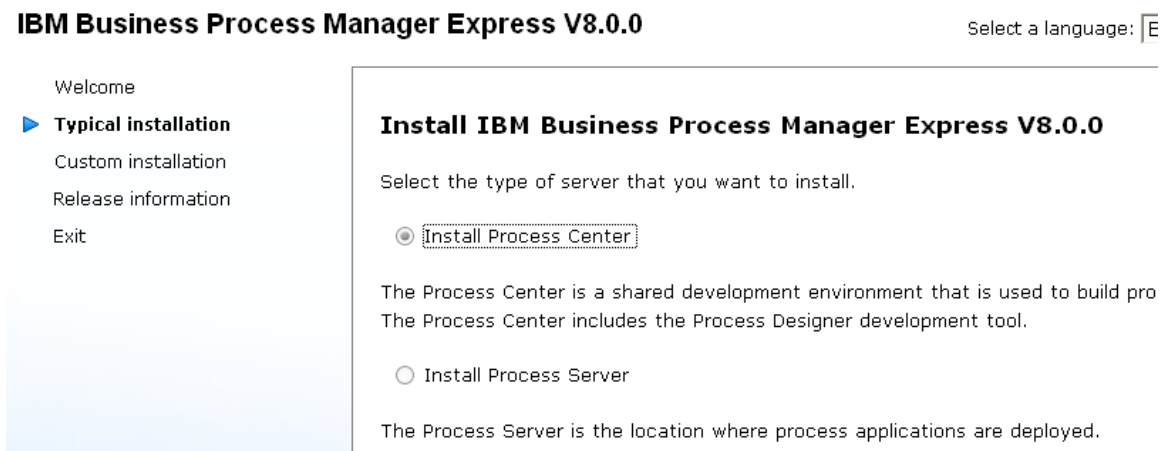 IBM Business Process Manager Express V8.0.0
Select a language:
Welcome
Typical installation
Custom installation
Release information
Exit
Install IBM Business Process Manager Express V8.0.0
Select the type of server that you want to install.
Install Process Center
The Process Center is a shared development environment that is used to build
The Process Center includes the Process Designer development tool.
Install Process Server
The Process Server is the location where process applications are deployed.